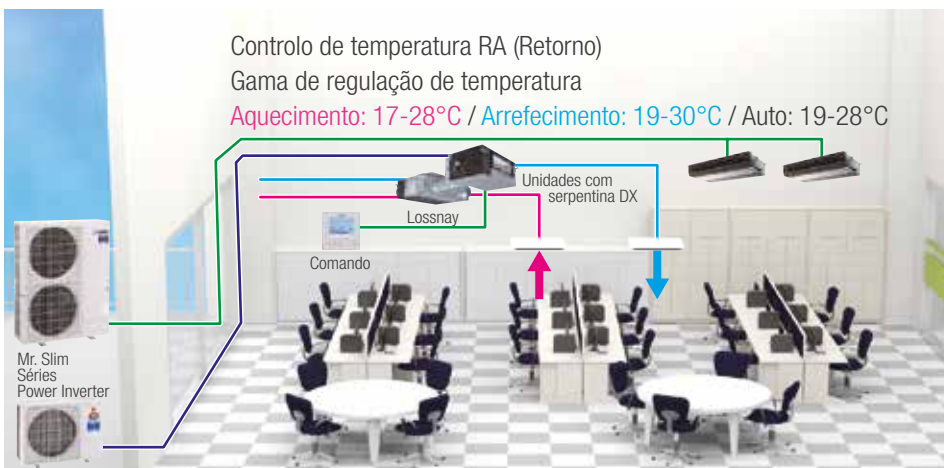 Controlo de temperatura RA (Retorno)
Gama de regulação de temperatura
Aquecimento: 17-28°C / Arrefecimento: 19-30°C / Auto: 19-28°C
Unidades com
serpentina DX
Lossnay
Comando
Mr. Slim
Séries
Power Inverter